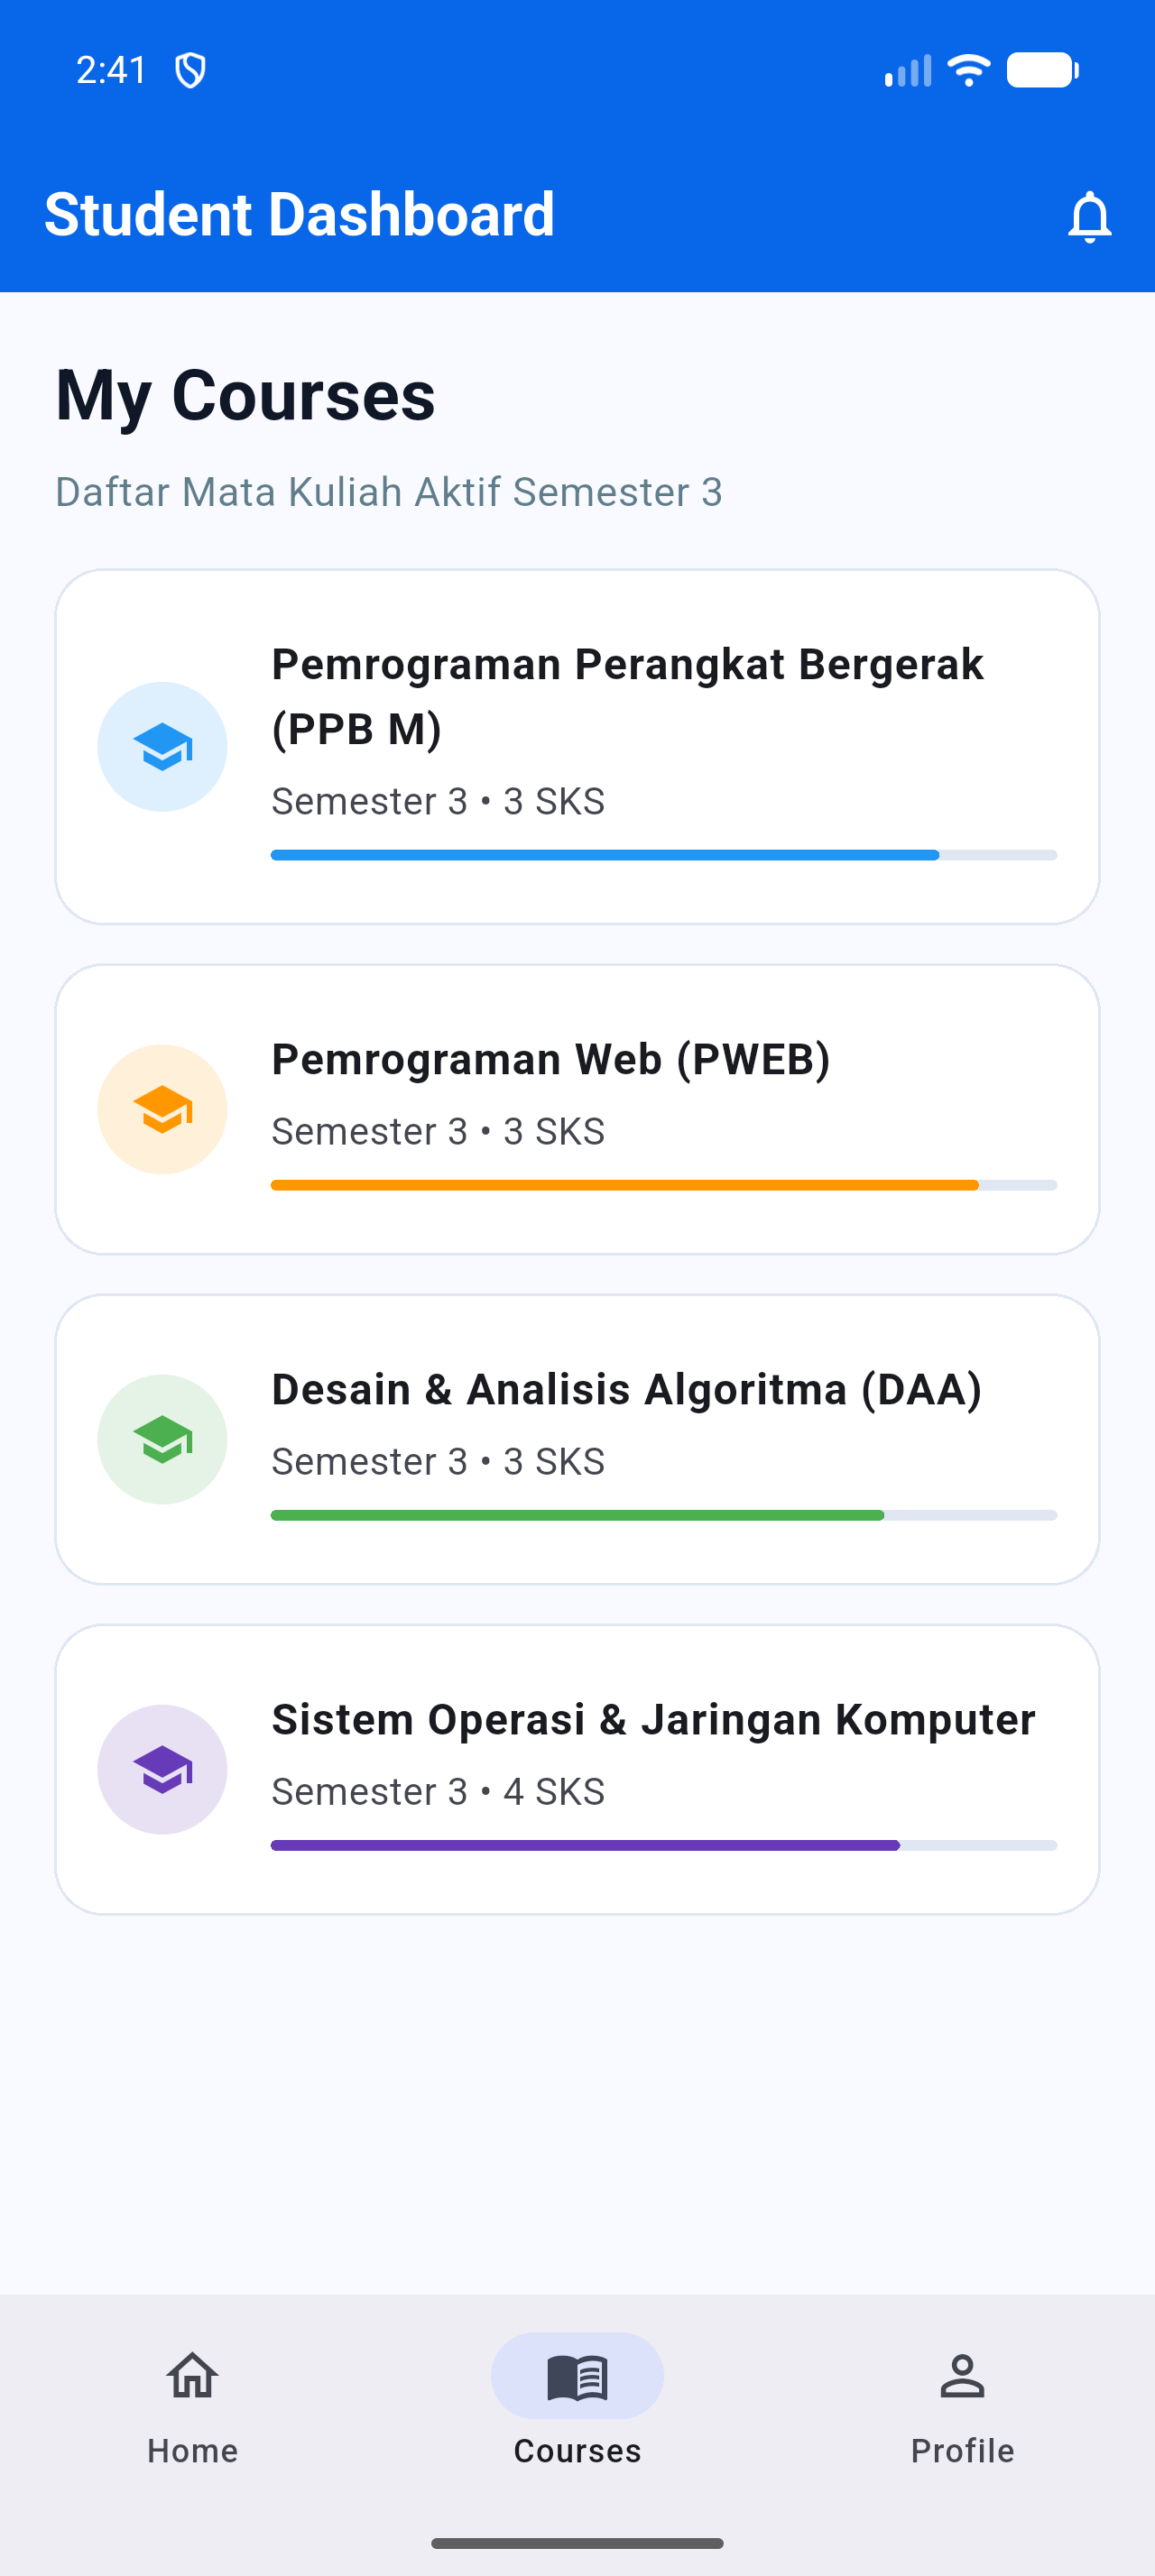 2:41
Student Dashboard
My Courses
Daftar Mata Kuliah Aktif Semester 3
Pemrograman Perangkat Bergerak
(PPB M)
Semester 3 • 3 SKS
Pemrograman Web (PWEB)
Semester 3 • 3 SKS
Desain & Analisis Algoritma (DAA)
Semester 3 • 3 SKS
Sistem Operasi & Jaringan Komputer
Semester 3 • 4 SKS
Home
Courses
Profile